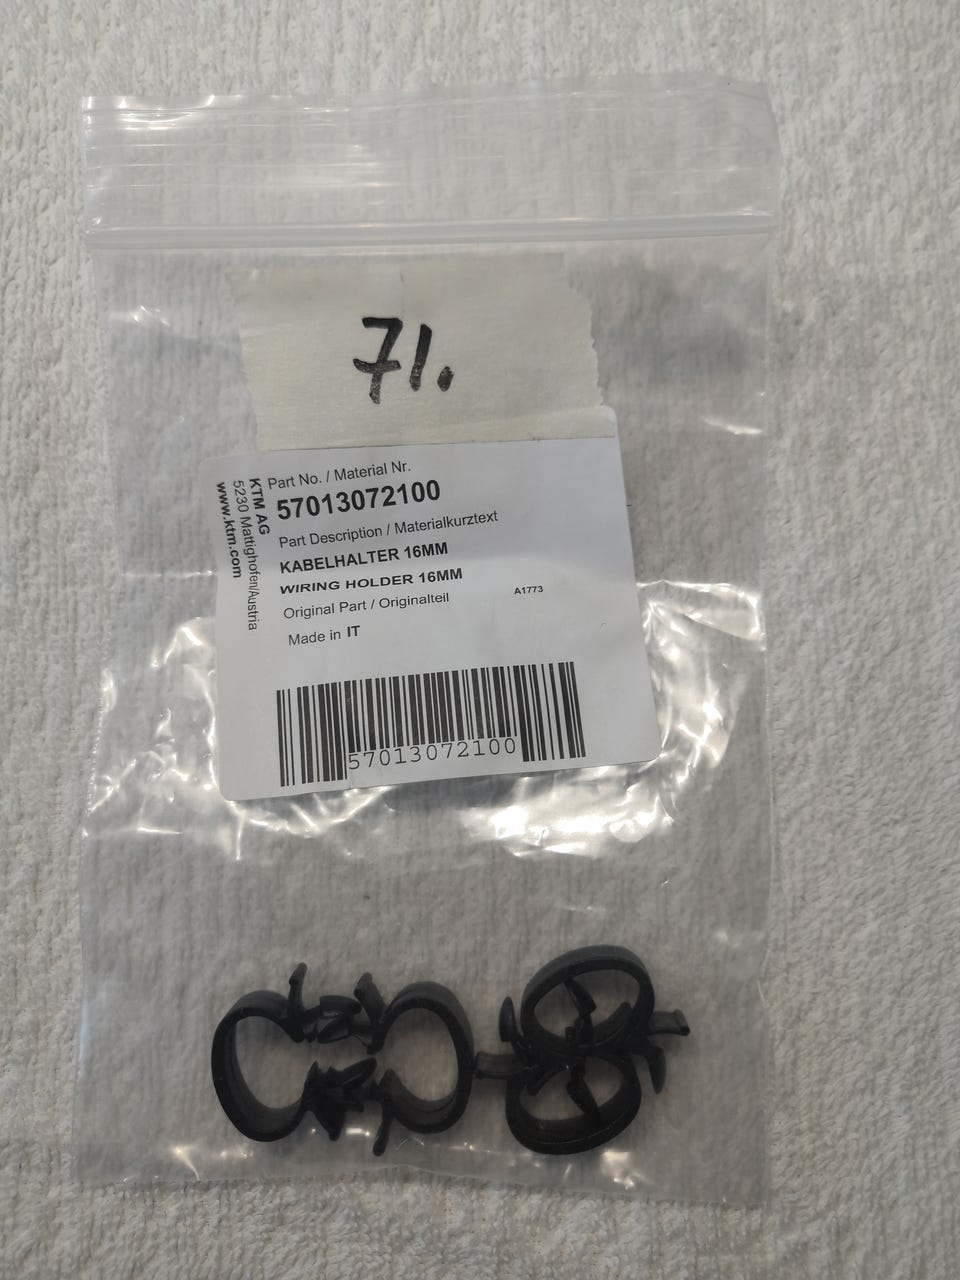 71.
Part No. / Material Nr.
57013072100
Part Description / Materialkurztext
KABELHALTER 16MM
WIRING HOLDER 16MM
Original Part / Originalteil
A1773
Made in IT
57013072100
KTM AG
5230 Mattighofen/Austria
www.ktm.com